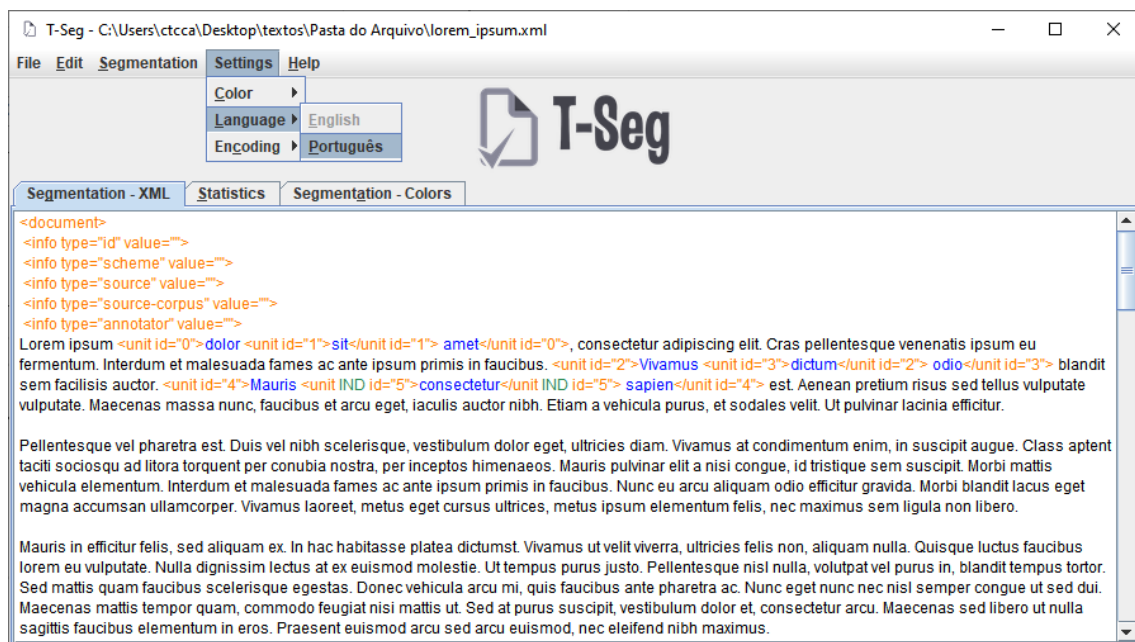 T-Seg - C:\Users\ctcca\Desktop\textos\Pasta do Arquivo\lorem_ipsum.xml
File Edit Segmentation Settings Help
Color
Language English
Encoding Português
T-Seg
Segmentation - XML Statistics Segmentation - Colors
<document>
<info type="id" value="">
<info type="scheme" value="">
<info type="source" value="">
<info type="source-corpus" value="">
<info type="annotator" value="">
Lorem ipsum <unit id="0">dolor <unit id="1">sit</unit id="1"> amet</unit id="0">, consectetur adipiscing elit. Cras pellentesque venenatis ipsum eu
fermentum. Interdum et malesuada fames ac ante ipsum primis in faucibus. <unit id="2">Vivamus <unit id="3">dictum</unit id="2"> odio</unit id="3"> blandit
sem facilisis auctor. <unit id="4">Mauris <unit IND id="5">consectetur</unit IND id="5"> sapien</unit id="4"> est. Aenean pretium risus sed tellus vulputate
vulputate. Maecenas massa nunc, faucibus et arcu eget, iaculis auctor nibh. Etiam a vehicula purus, et sodales velit. Ut pulvinar lacinia efficitur.
Pellentesque vel pharetra est. Duis vel nibh scelerisque, vestibulum dolor eget, ultricies diam. Vivamus at condimentum enim, in suscipit augue. Class aptent
taciti sociosqu ad litora torquent per conubia nostra, per inceptos himenaeos. Mauris pulvinar elit a nisi congue, id tristique sem suscipit. Morbi mattis
vehicula elementum. Interdum et malesuada fames ac ante ipsum primis in faucibus. Nunc eu arcu aliquam odio efficitur gravida. Morbi blandit lacus eget
magna accumsan ullamcorper. Vivamus laoreet, metus eget cursus ultrices, metus ipsum elementum felis, nec maximus sem ligula non libero.
Mauris in efficitur felis, sed aliquam ex. In hac habitasse platea dictumst. Vivamus ut velit viverra, ultricies felis non, aliquam nulla. Quisque luctus faucibus
lorem eu vulputate. Nulla dignissim lectus at ex euismod molestie. Ut tempus purus justo. Pellentesque nisl nulla, volutpat vel purus in, blandit tempus tortor.
Sed mattis quam faucibus scelerisque egestas. Donec vehicula arcu mi, quis faucibus ante pharetra ac. Nunc eget nunc nec nisl semper congue ut sed dui.
Maecenas mattis tempor quam, commodo feugiat nisi mattis ut. Sed at purus suscipit, vestibulum dolor et, consectetur arcu. Maecenas sed libero ut nulla
sagittis faucibus elementum in eros. Praesent euismod arcu sed arcu euismod, nec eleifend nibh maximus.